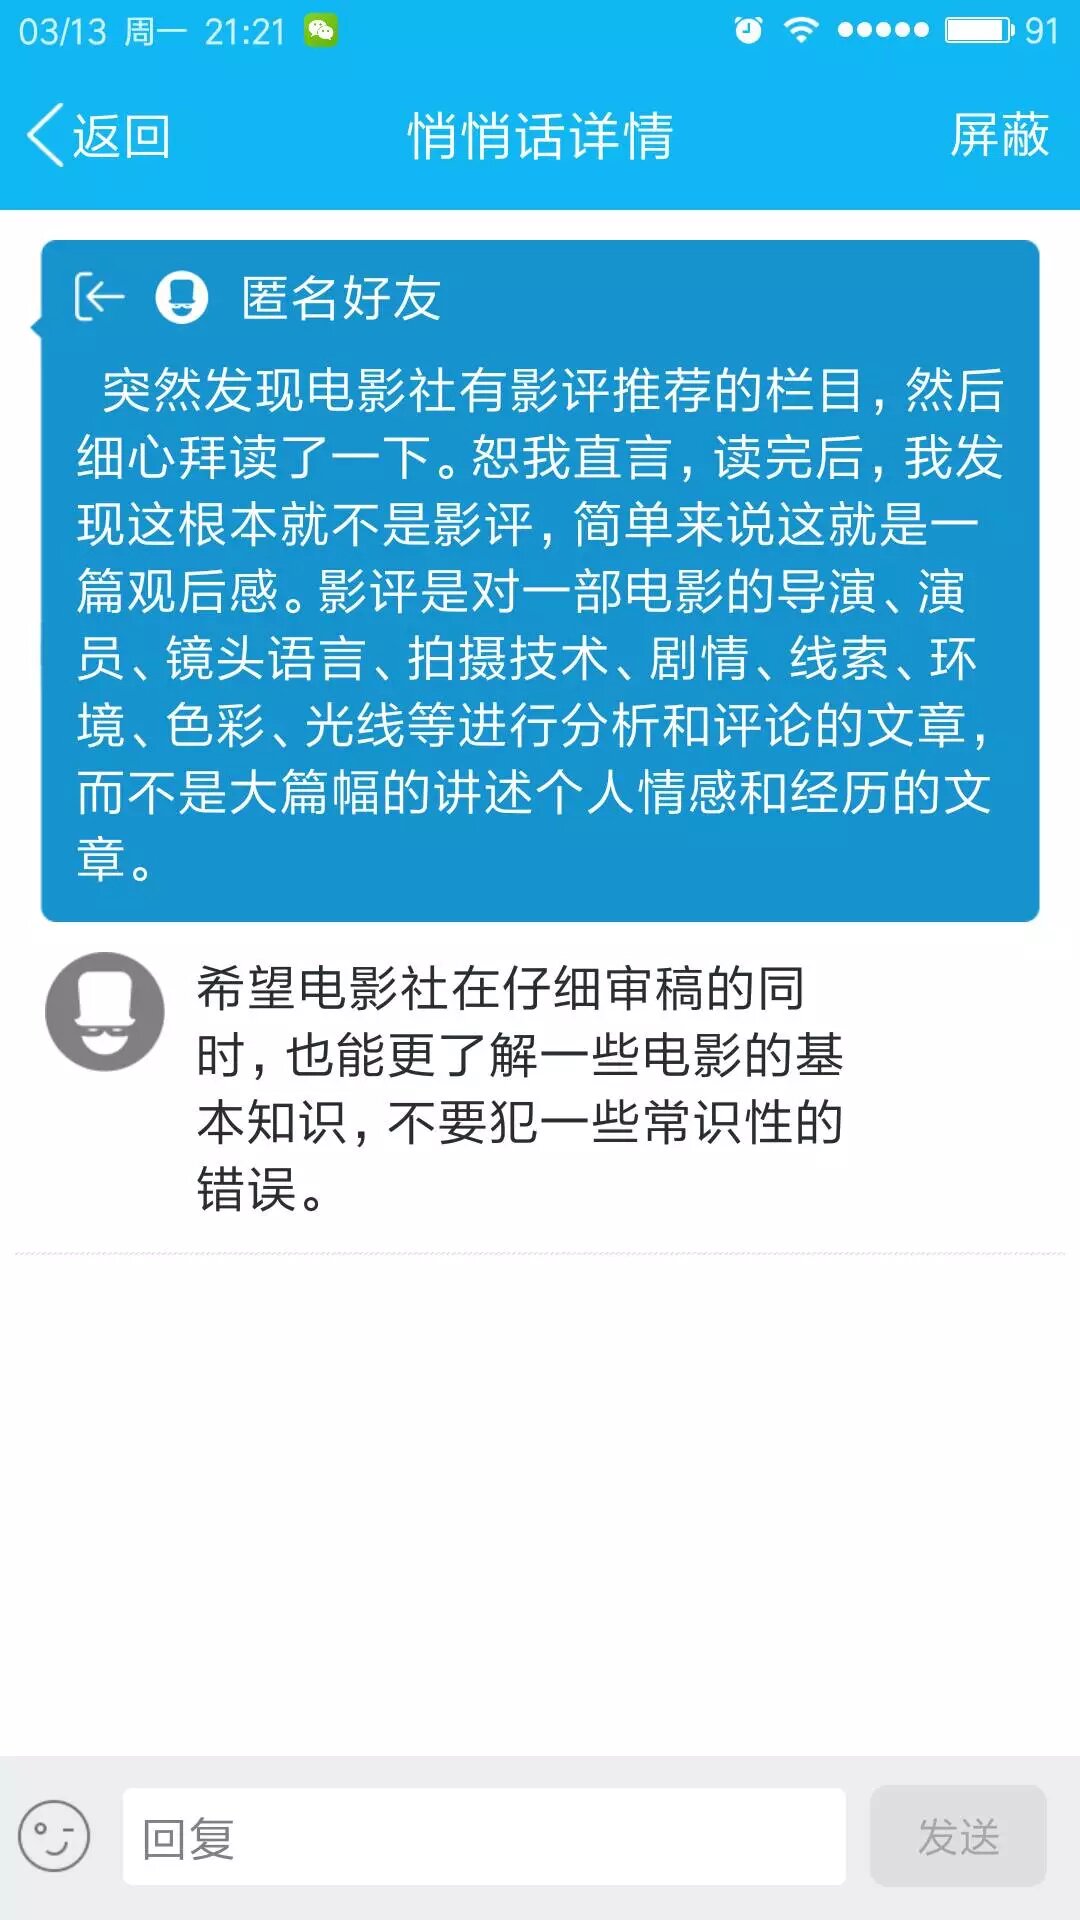 03/13 周一 21:21 91
返回 悄悄话详情 屏蔽
匿名好友
突然发现电影社有影评推荐的栏目，然后
细心拜读了一下。恕我直言，读完后，我发
现这根本就不是影评，简单来说这就是一
篇观后感。影评是对一部电影的导演、演
员、镜头语言、拍摄技术、剧情、线索、环
境、色彩、光线等进行分析和评论的文章，
而不是大篇幅的讲述个人情感和经历的文
章。
希望电影社在仔细审稿的同
时，也能更了解一些电影的基
本知识，不要犯一些常识性的
错误。
回复 发送